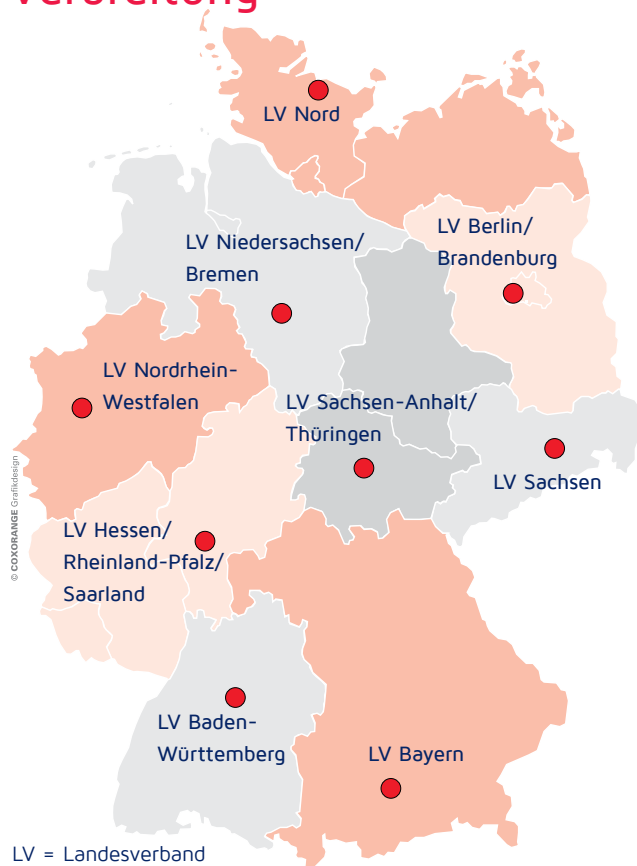 Verbreitung
LV Nord
LV Berlin/
Brandenburg
LV Niedersachsen/
Bremen
LV Nordrhein-
Westfalen
LV Sachsen-Anhalt/
Thüringen
LV Sachsen
LV Hessen/
Rheinland-Pfalz/
Saarland
LV Baden-
Württemberg
LV Bayern
© COXORANGE Grafikdesign
LV = Landesverband